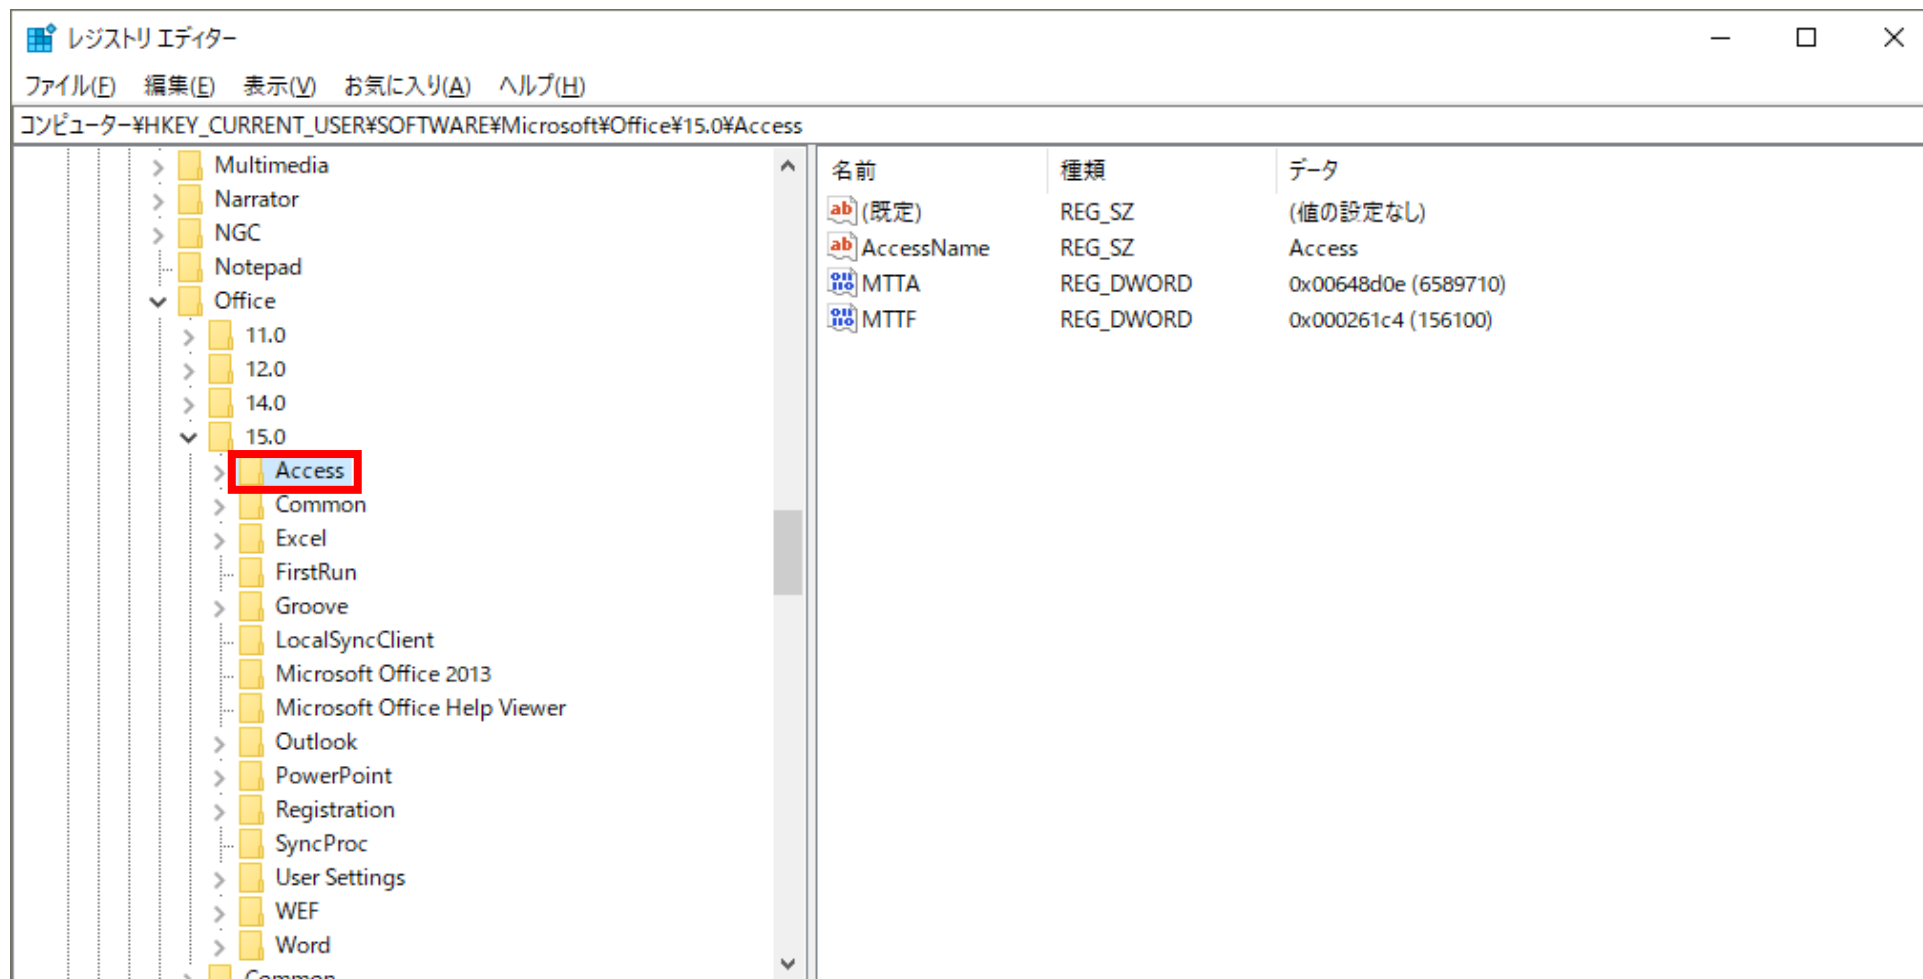 レジストリ エディター
ファイル(F) 編集(E) 表示(V) お気に入り(A) ヘルプ(H)
コンピューター¥HKEY_CURRENT_USER¥SOFTWARE¥Microsoft¥Office¥15.0¥Access
Multimedia
Narrator
NGC
Notepad
Office
11.0
12.0
14.0
15.0
Access
Common
Excel
FirstRun
Groove
LocalSyncClient
Microsoft Office 2013
Microsoft Office Help Viewer
Outlook
PowerPoint
Registration
SyncProc
User Settings
WEF
Word
Common
名前 種類 データ
(既定) REG_SZ (値の設定なし)
AccessName REG_SZ Access
MTTA REG_DWORD 0x00648d0e (6589710)
MTTF REG_DWORD 0x000261c4 (156100)